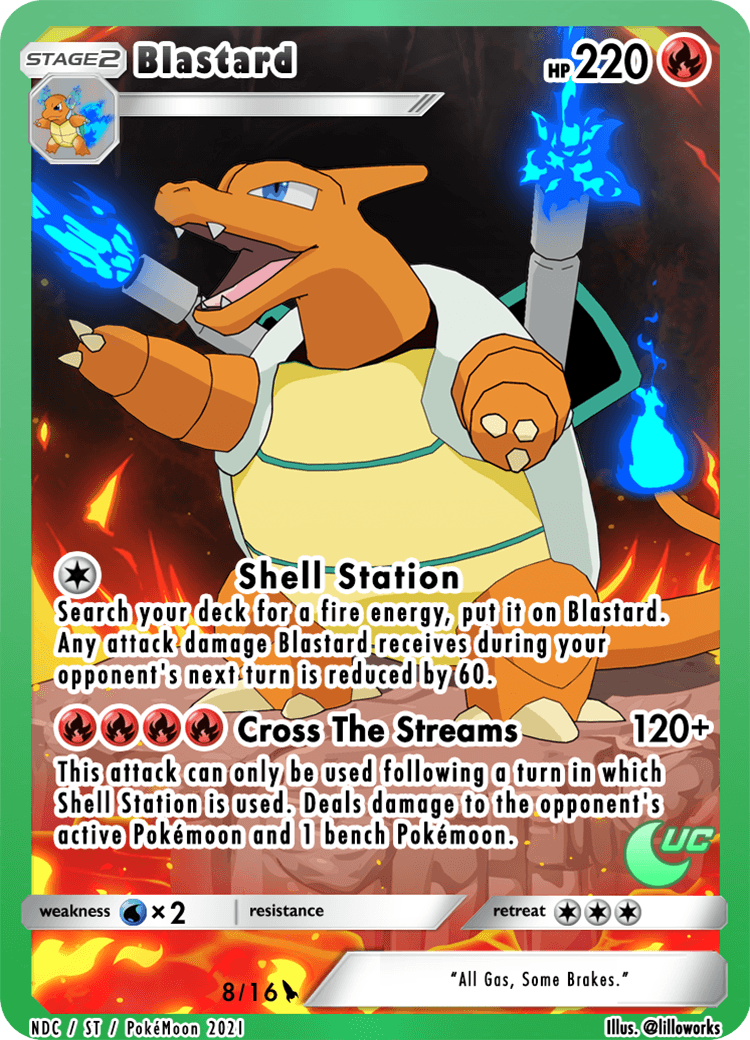 STAGE2 Blastard HP 220
Shell Station
Search your deck for a fire energy, put it on Blastard.
Any attack damage Blastard receives during your
opponent's next turn is reduced by 60.
Cross The Streams 120+
This attack can only be used following a turn in which
Shell Station is used. Deals damage to the opponent's
active Pokémoon and 1 bench Pokémoon.
UC
weakness ×2 resistance retreat
8/16 "All Gas, Some Brakes."
NDC / ST / PokéMoon 2021 Illus. @lilloworks